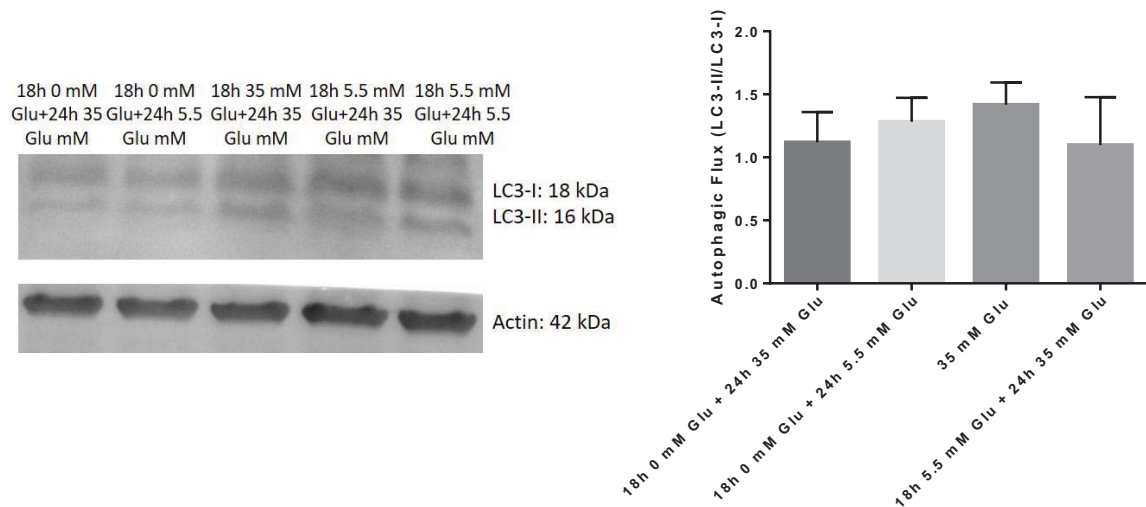 18h 0 mM 18h 0 mM 18h 35 mM 18h 5.5 mM 18h 5.5 mM
Glu+24h 35 Glu+24h 5.5 Glu+24h 35 Glu+24h 35 Glu+24h 5.5
Glu mM Glu mM Glu mM Glu mM Glu mM
LC3-I: 18 kDa
LC3-II: 16 kDa
Actin: 42 kDa
Autophagic Flux (LC3-II/LC3-I)
2.0
1.5
1.0
0.5
0.0
18h 0 mM Glu + 24h 35 mM Glu
18h 0 mM Glu + 24h 5.5 mM Glu
35 mM Glu
18h 5.5 mM Glu + 24h 35 mM Glu